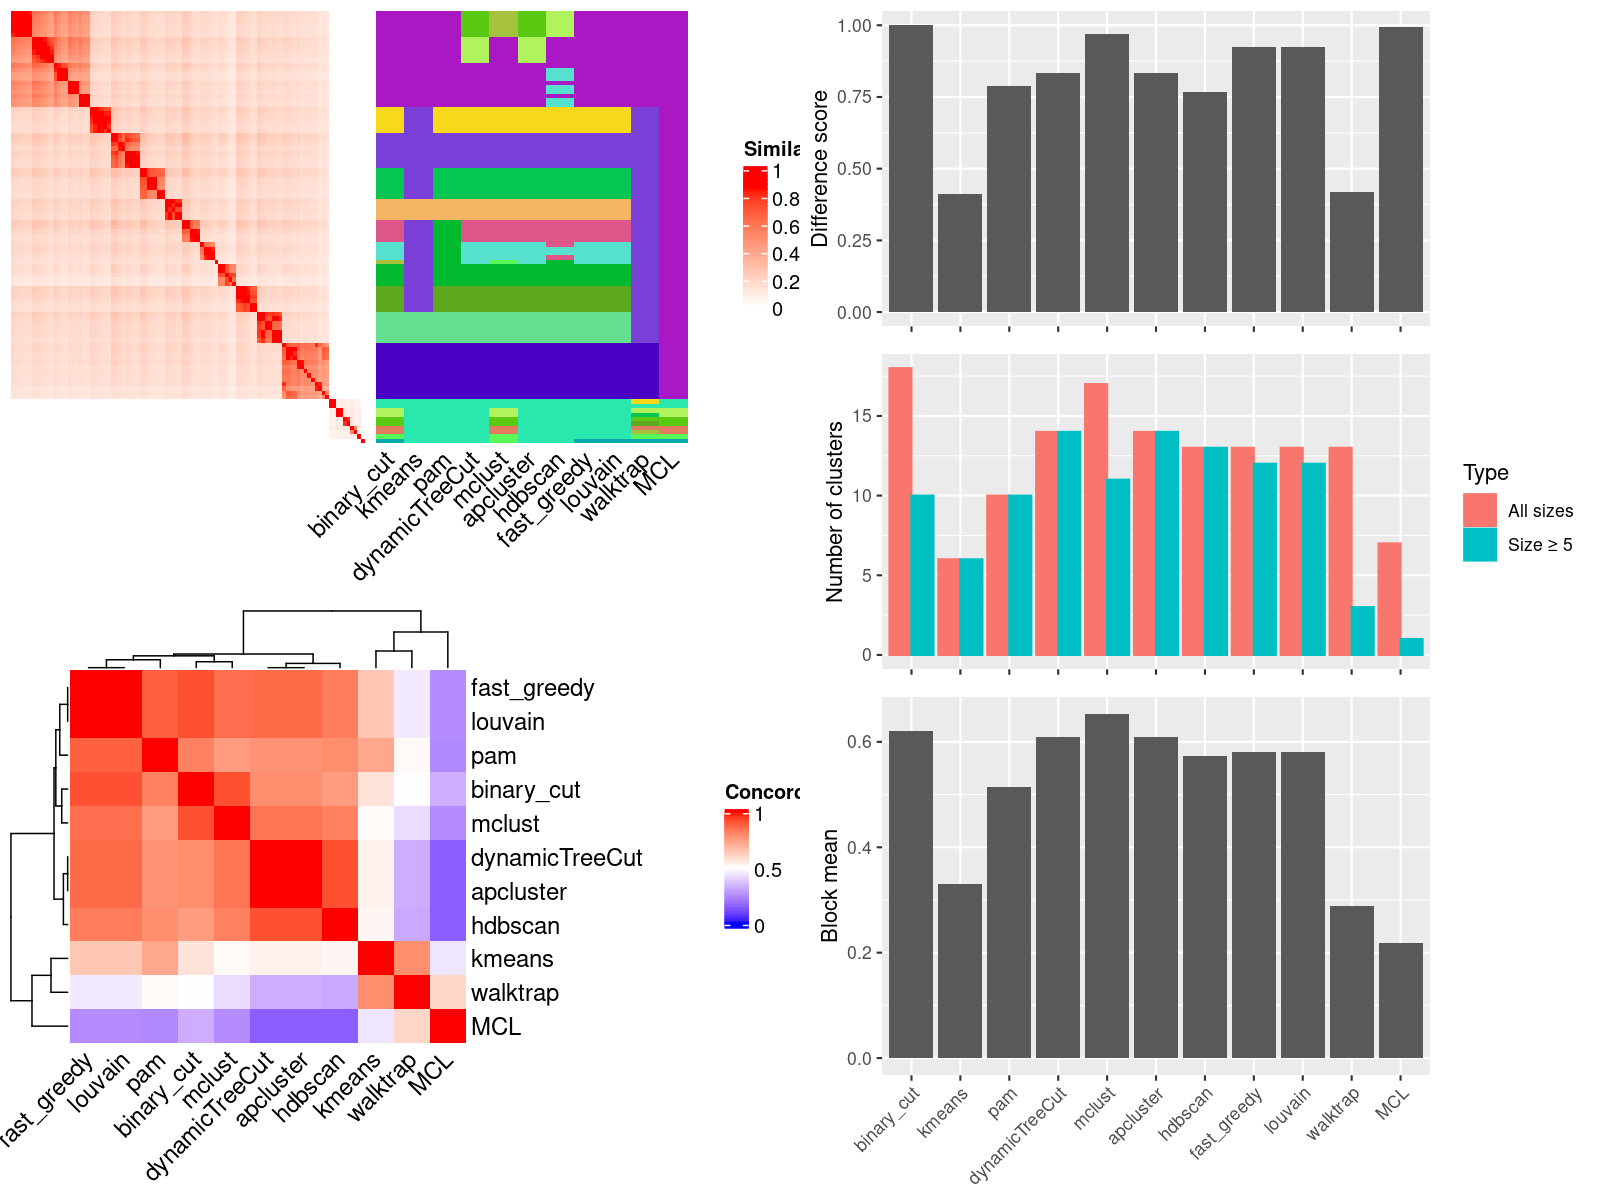 Simila
1
0.8
0.6
0.4
0.2
0
binary_cut
kmeans
pam
dynamicTreeCut
mclust
apcluster
hdbscan
fast_greedy
louvain
walktrap
MCL
fast_greedy
louvain
pam
binary_cut
mclust
dynamicTreeCut
apcluster
hdbscan
kmeans
walktrap
MCL
fast_greedy
louvain
pam
binary_cut
mclust
dynamicTreeCut
apcluster
hdbscan
kmeans
walktrap
MCL
Concord
1
0.5
0
Difference score
1.00
0.75
0.50
0.25
0.00
Number of clusters
15
10
5
0
Type
All sizes
Size ≥ 5
Block mean
0.6
0.4
0.2
0.0
binary_cut
kmeans
pam
dynamicTreeCut
mclust
apcluster
hdbscan
fast_greedy
louvain
walktrap
MCL